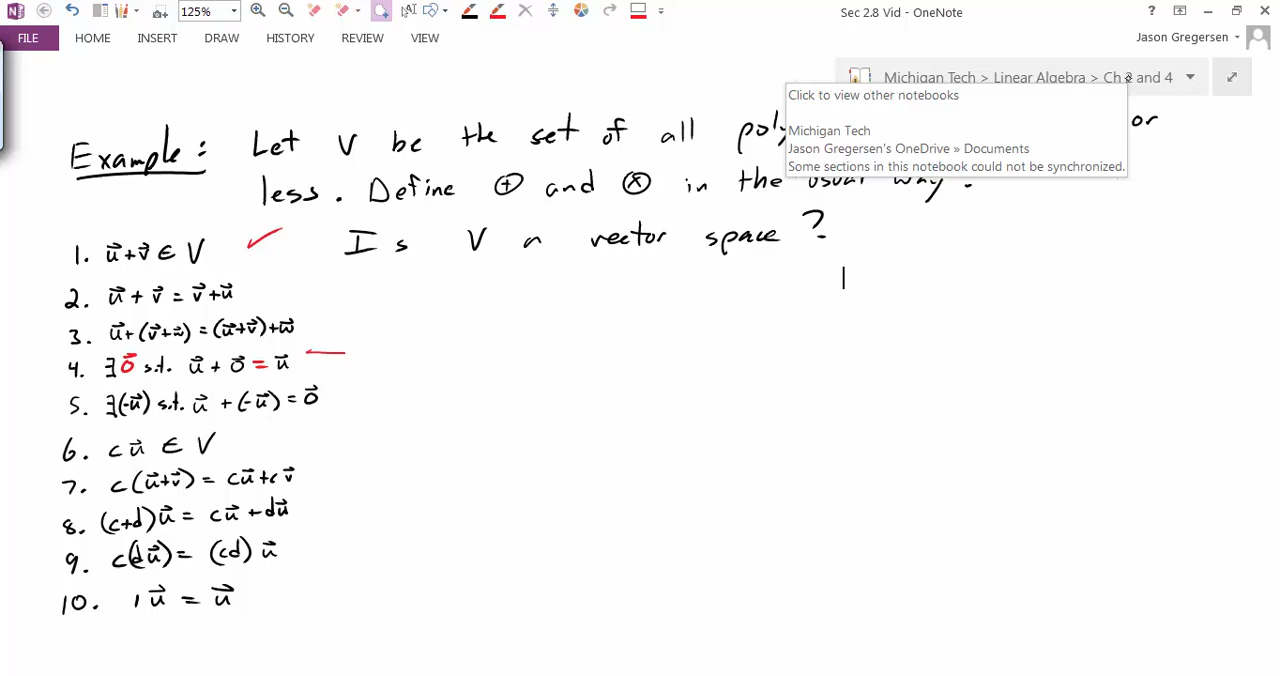 125%
Sec 2.8 Vid - OneNote
FILE HOME INSERT DRAW HISTORY REVIEW VIEW
Jason Gregersen
Michigan Tech > Linear Algebra > Ch 3 and 4
Click to view other notebooks
Michigan Tech
Jason Gregersen's OneDrive » Documents
Some sections in this notebook could not be synchronized.
Example: Let V be the set of all or
less. Define ⊕ and ⊗ in the usual way.
Is V a vector space?
1. u⃗+v⃗ ∈ V ✓
2. u⃗ + v⃗ = v⃗+u⃗
3. u⃗+(v⃗+w⃗) = (u⃗+v⃗)+w⃗
4. ∃ 0⃗ s.t. u⃗ + 0⃗ = u⃗
5. ∃(-u⃗) s.t. u⃗ + (-u⃗) = 0⃗
6. cu⃗ ∈ V
7. c(u⃗+v⃗) = cu⃗+cv⃗
8. (c+d)u⃗ = cu⃗ + du⃗
9. c(du⃗) = (cd)u⃗
10. 1u⃗ = u⃗